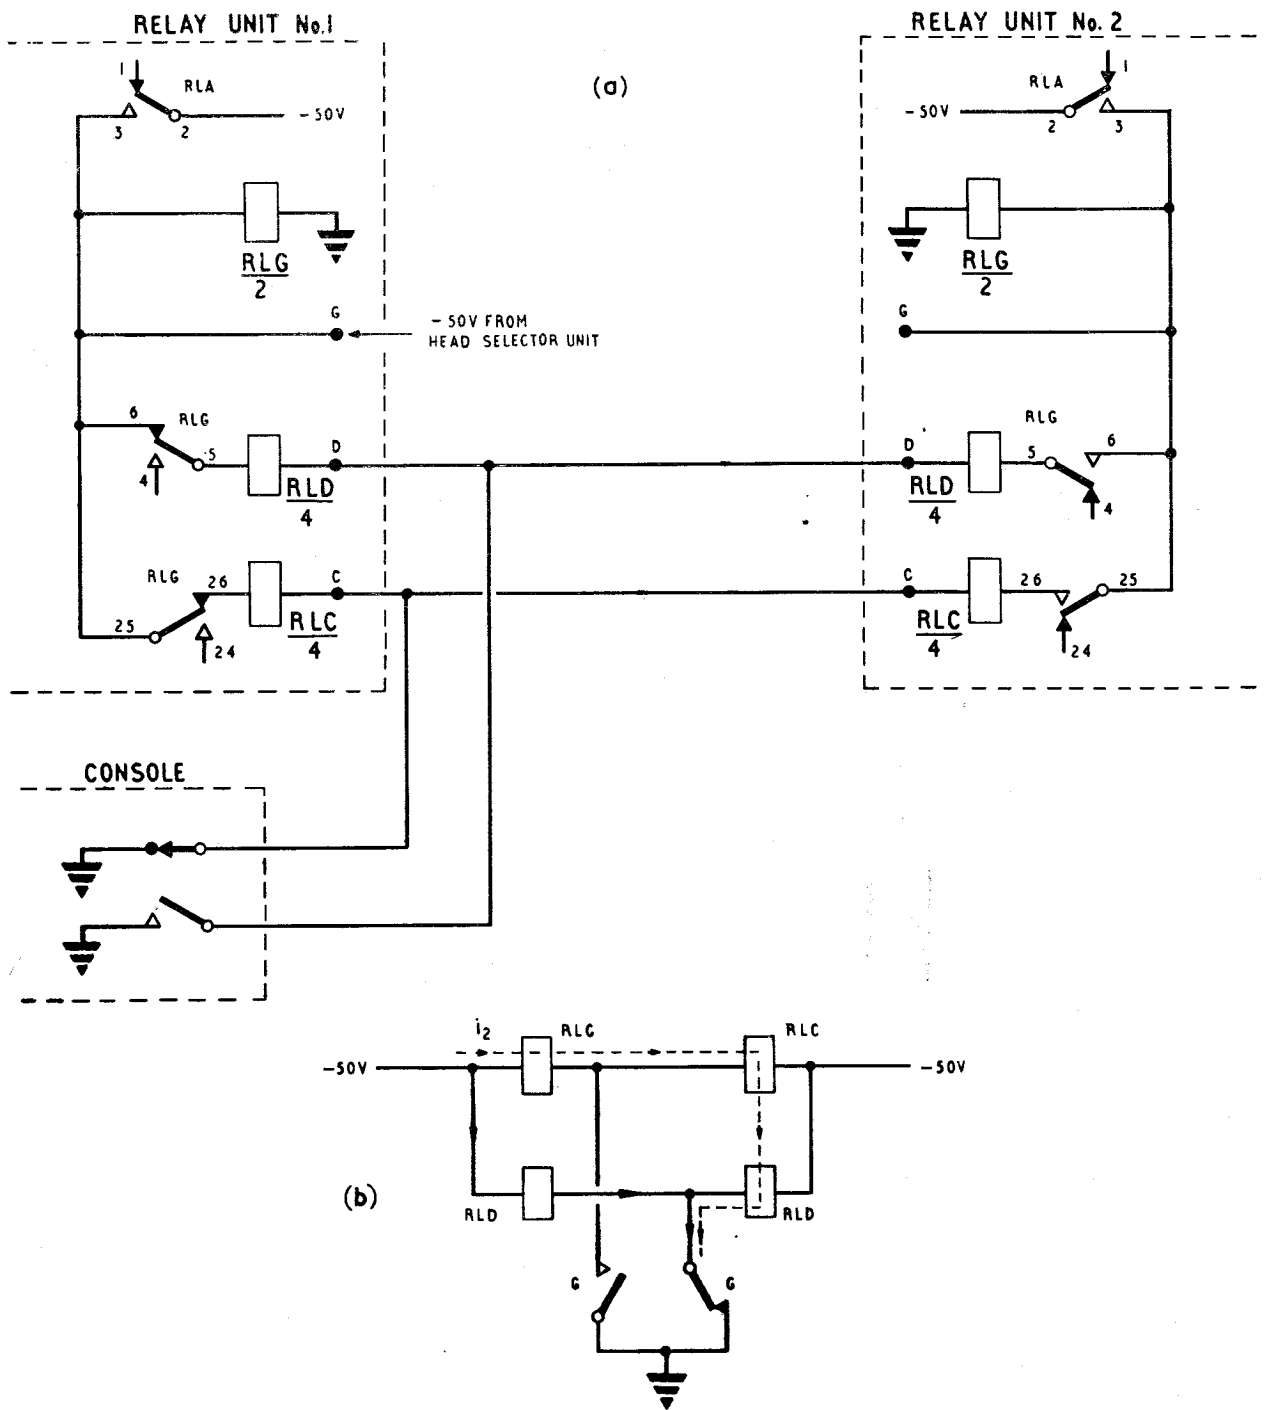 RELAY UNIT No.1
RELAY UNIT No. 2
(a)
1
RLA
3
2
-50V
RLA
1
-50V
2
3
RLG
2
RLG
2
G
-50V FROM
HEAD SELECTOR UNIT
G
6
RLG
5
4
D
RLD
4
D
RLD
4
RLG
5
6
4
RLG
26
25
24
C
RLC
4
C
RLC
4
26
25
24
CONSOLE
i2
RLC
RLC
-50V
-50V
(b)
RLD
RLD
G
G